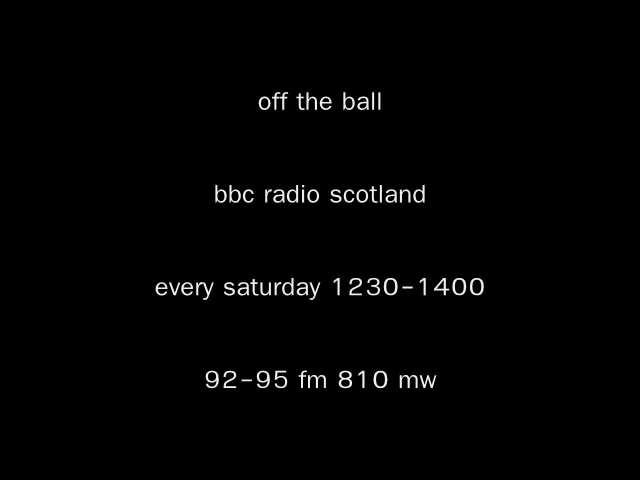 off the ball
bbc radio scotland
every saturday 1230-1400
92-95 fm 810 mw